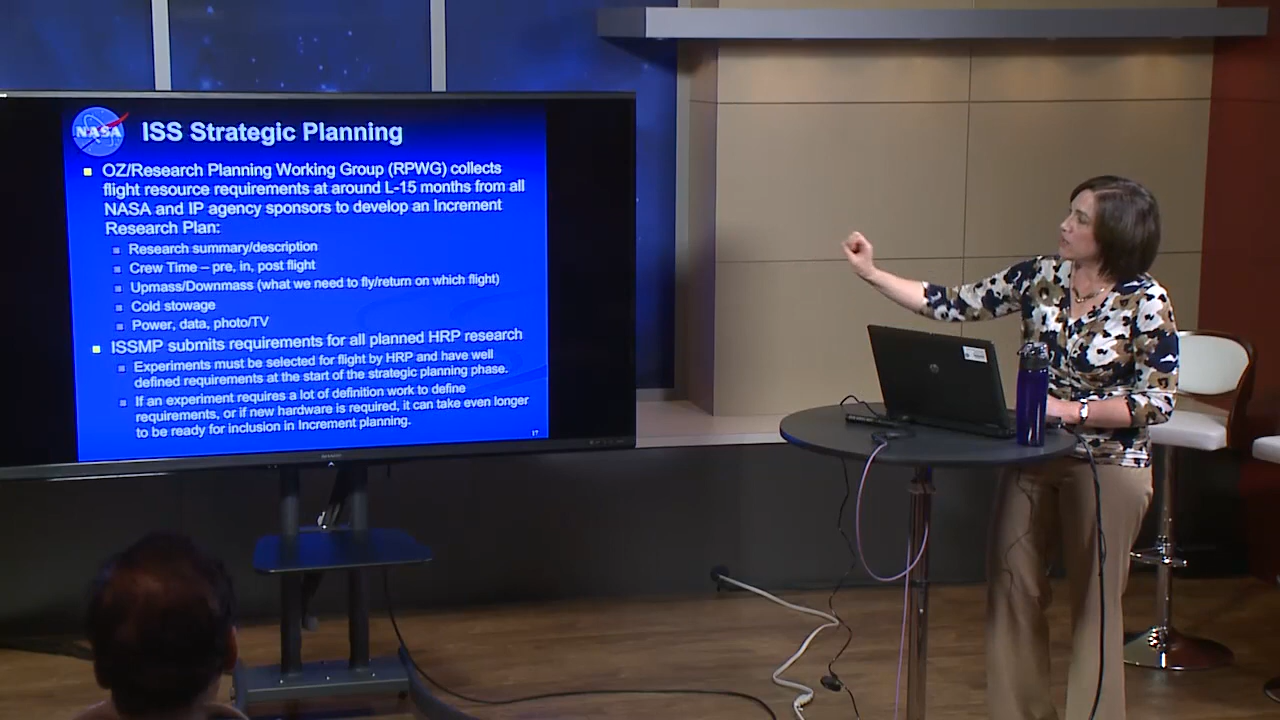 NASA
ISS Strategic Planning
OZ/Research Planning Working Group (RPWG) collects
flight resource requirements at around L-15 months from all
NASA and IP agency sponsors to develop an Increment
Research Plan:
Research summary/description
Crew Time – pre, in, post flight
Upmass/Downmass (what we need to fly/return on which flight)
Cold stowage
Power, data, photo/TV
ISSMP submits requirements for all planned HRP research
Experiments must be selected for flight by HRP and have well
defined requirements at the start of the strategic planning phase.
If an experiment requires a lot of definition work to define
requirements, or if new hardware is required, it can take even longer
to be ready for inclusion in Increment planning.
17
SHARP
hp